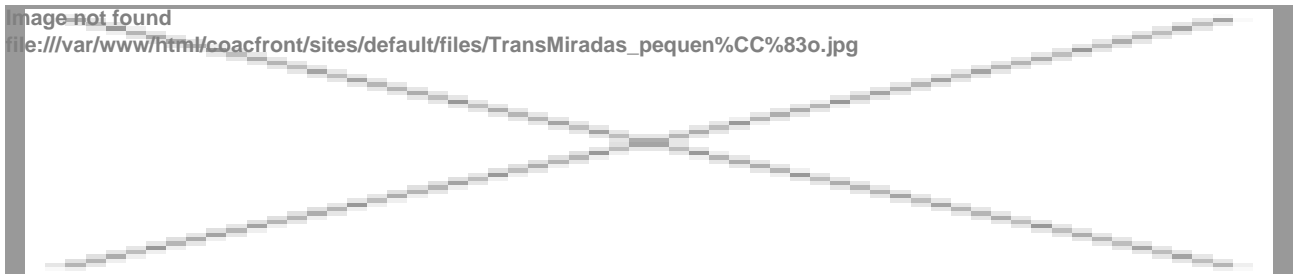 Image not found
file:///var/www/html/coacfront/sites/default/files/TransMiradas_pequen%CC%83o.jpg